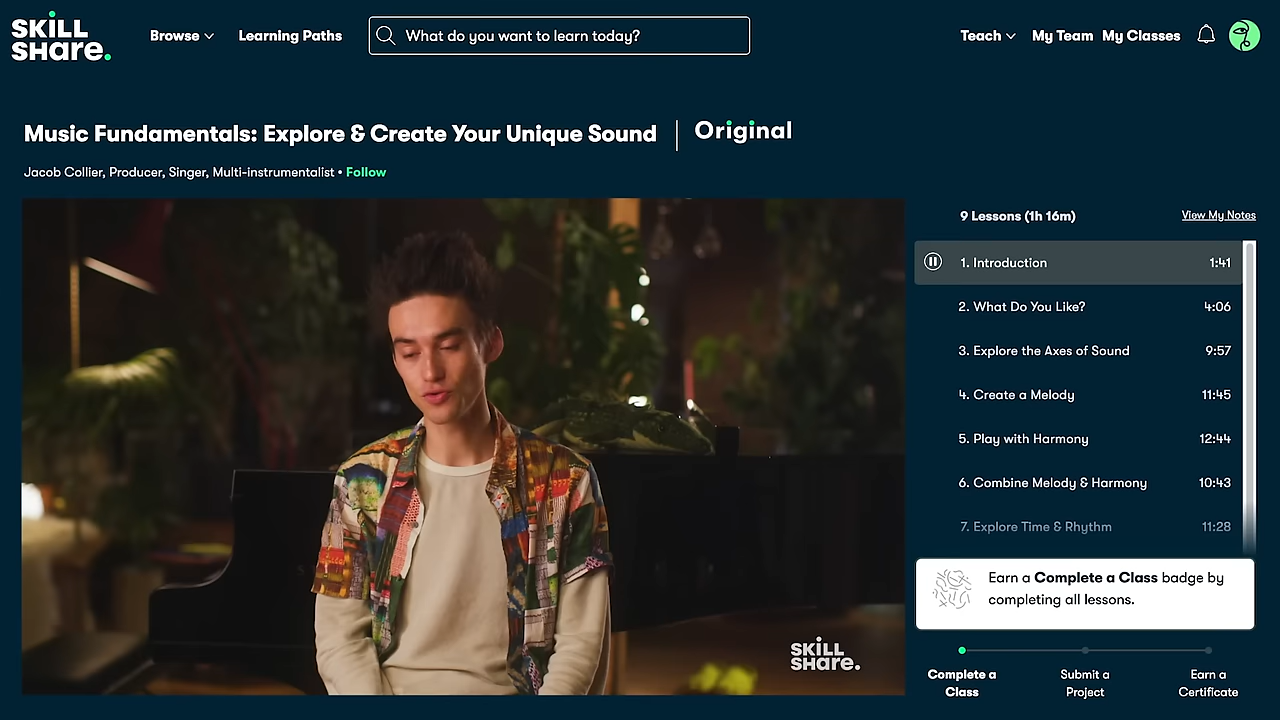 SKILL
SHare.
Browse
Learning Paths
What do you want to learn today?
Teach
My Team
My Classes
Music Fundamentals: Explore & Create Your Unique Sound
Original
Jacob Collier, Producer, Singer, Multi-instrumentalist • Follow
9 Lessons (1h 16m)
View My Notes
1. Introduction 1:41
2. What Do You Like? 4:06
3. Explore the Axes of Sound 9:57
4. Create a Melody 11:45
5. Play with Harmony 12:44
6. Combine Melody & Harmony 10:43
7. Explore Time & Rhythm 11:28
Earn a Complete a Class badge by
completing all lessons.
SKILL
SHare.
Complete a
Class
Submit a
Project
Earn a
Certificate